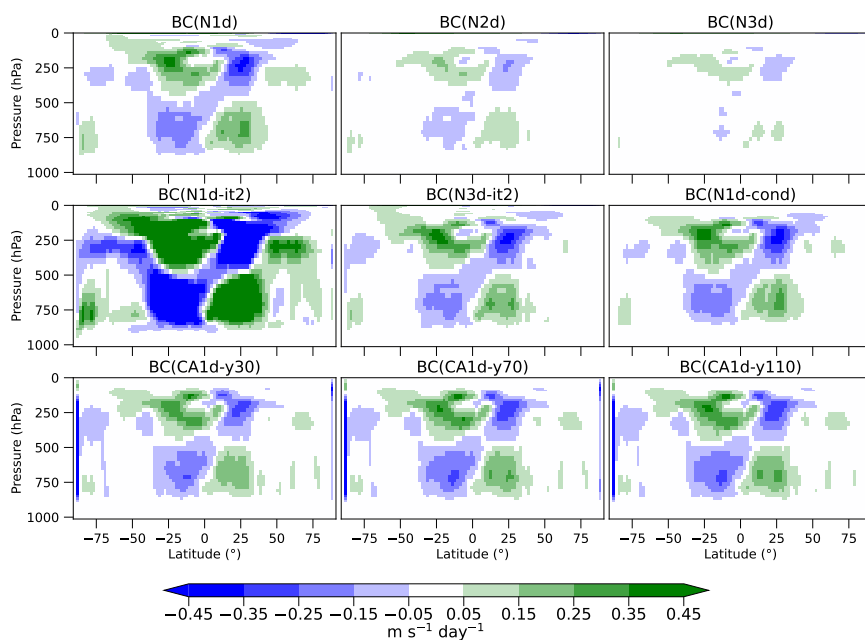 BC(N1d) BC(N2d) BC(N3d)
0
250
500
750
1000
Pressure (hPa)
BC(N1d-it2) BC(N3d-it2) BC(N1d-cond)
0
250
500
750
1000
Pressure (hPa)
BC(CA1d-y30) BC(CA1d-y70) BC(CA1d-y110)
0
250
500
750
1000
Pressure (hPa)
−75 −50 −25 0 25 50 75 −75 −50 −25 0 25 50 75 −75 −50 −25 0 25 50 75
Latitude (°) Latitude (°) Latitude (°)
−0.45 −0.35 −0.25 −0.15 −0.05 0.05 0.15 0.25 0.35 0.45
m s⁻¹ day⁻¹